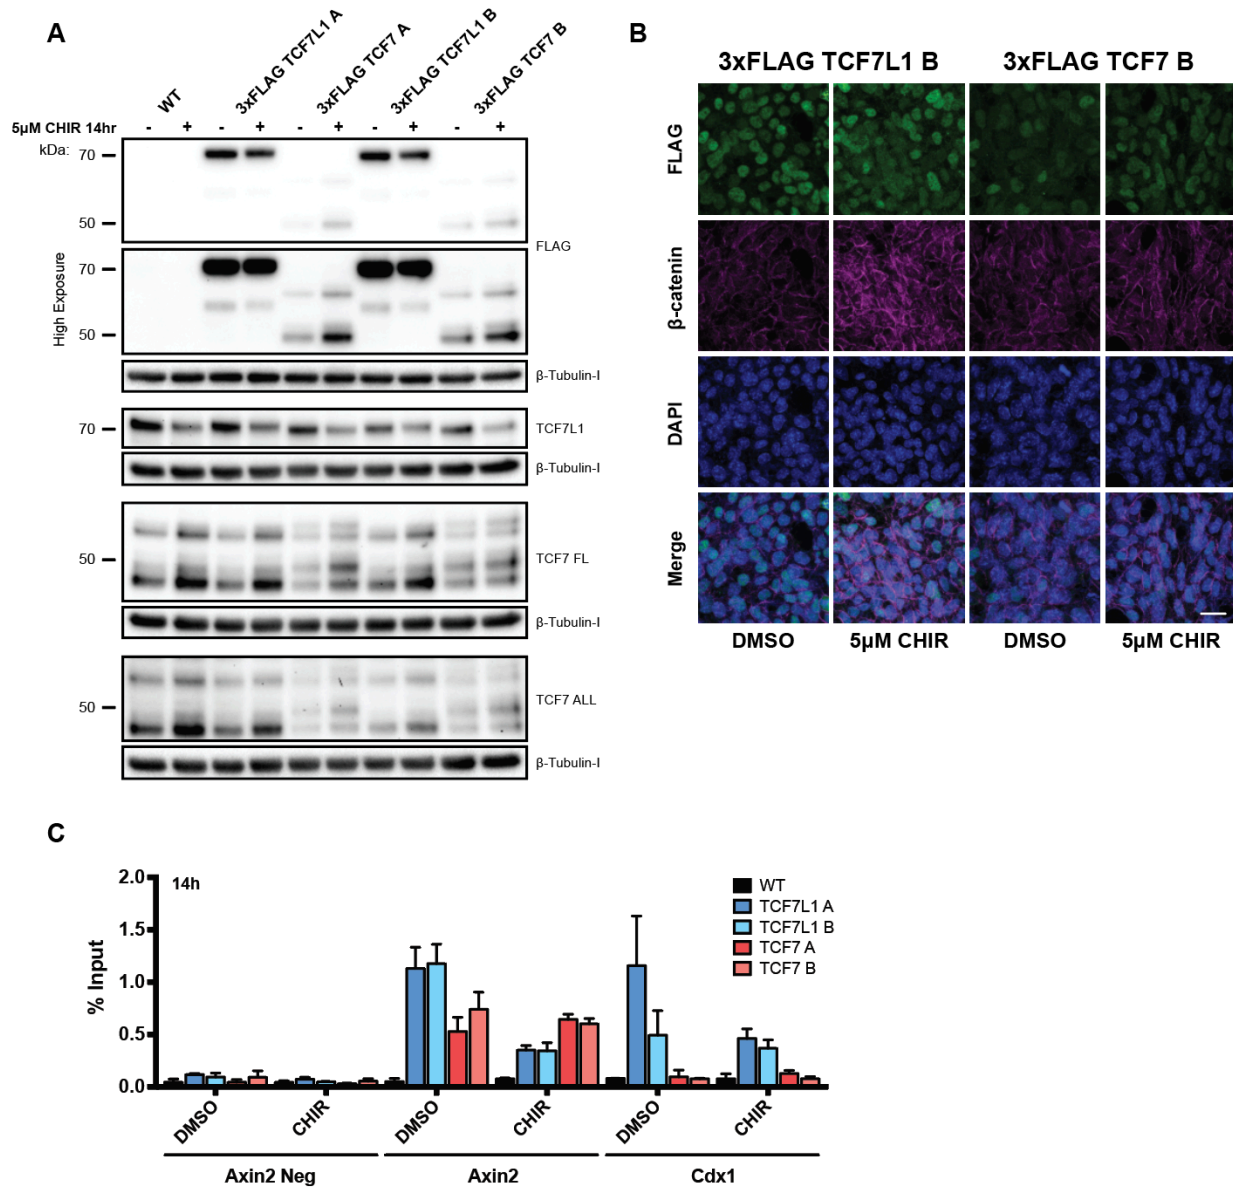 A
WT
3xFLAG TCF7L1 A
3xFLAG TCF7 A
3xFLAG TCF7L1 B
3xFLAG TCF7 B
5µM CHIR 14hr - + - + - + - + - +
kDa:
70
50
FLAG
High Exposure
70
50
β-Tubulin-I
70
TCF7L1
β-Tubulin-I
50
TCF7 FL
β-Tubulin-I
50
TCF7 ALL
β-Tubulin-I
B
3xFLAG TCF7L1 B 3xFLAG TCF7 B
FLAG
β-catenin
DAPI
Merge
DMSO 5µM CHIR DMSO 5µM CHIR
C
14h
% Input
2.0
1.5
1.0
0.5
0.0
WT
TCF7L1 A
TCF7L1 B
TCF7 A
TCF7 B
DMSO CHIR DMSO CHIR DMSO CHIR
Axin2 Neg Axin2 Cdx1